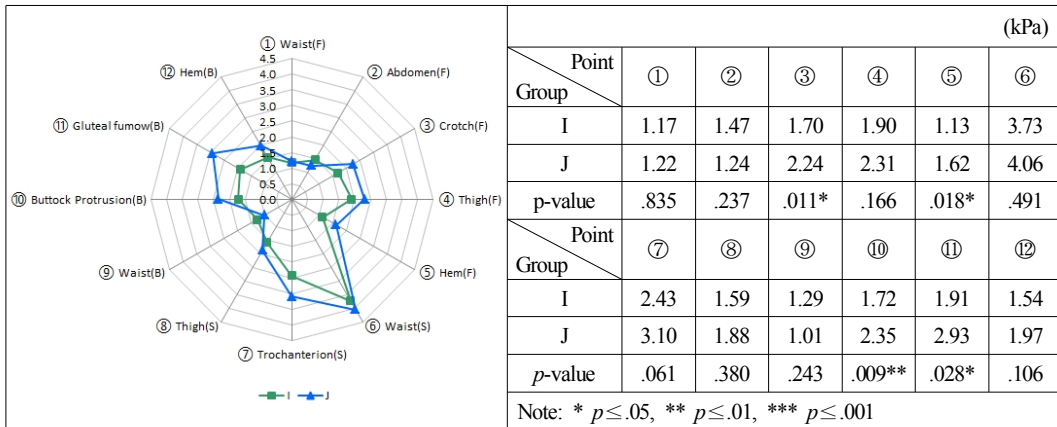 ① Waist(F)
② Abdomen(F)
③ Crotch(F)
④ Thigh(F)
⑤ Hem(F)
⑥ Waist(S)
⑦ Trochanterion(S)
⑧ Thigh(S)
⑨ Waist(B)
⑩ Buttock Protrusion(B)
⑪ Gluteal fumow(B)
⑫ Hem(B)
4.5
4.0
3.5
3.0
2.5
2.0
1.5
1.0
0.5
0.0
I J
(kPa)
Point
Group ① ② ③ ④ ⑤ ⑥
I 1.17 1.47 1.70 1.90 1.13 3.73
J 1.22 1.24 2.24 2.31 1.62 4.06
p-value .835 .237 .011* .166 .018* .491
Point
Group ⑦ ⑧ ⑨ ⑩ ⑪ ⑫
I 2.43 1.59 1.29 1.72 1.91 1.54
J 3.10 1.88 1.01 2.35 2.93 1.97
p-value .061 .380 .243 .009** .028* .106
Note: * p≤.05, ** p≤.01, *** p≤.001